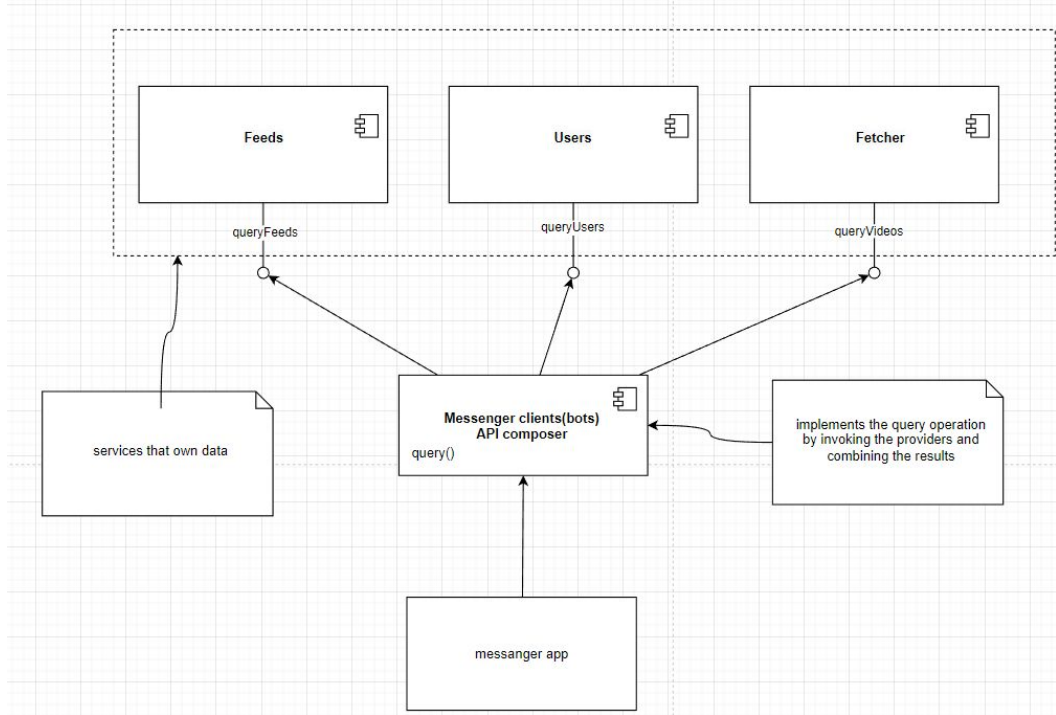 Feeds
Users
Fetcher
queryFeeds
queryUsers
queryVideos
services that own data
Messenger clients(bots)
API composer
query()
implements the query operation
by invoking the providers and
combining the results
messanger app